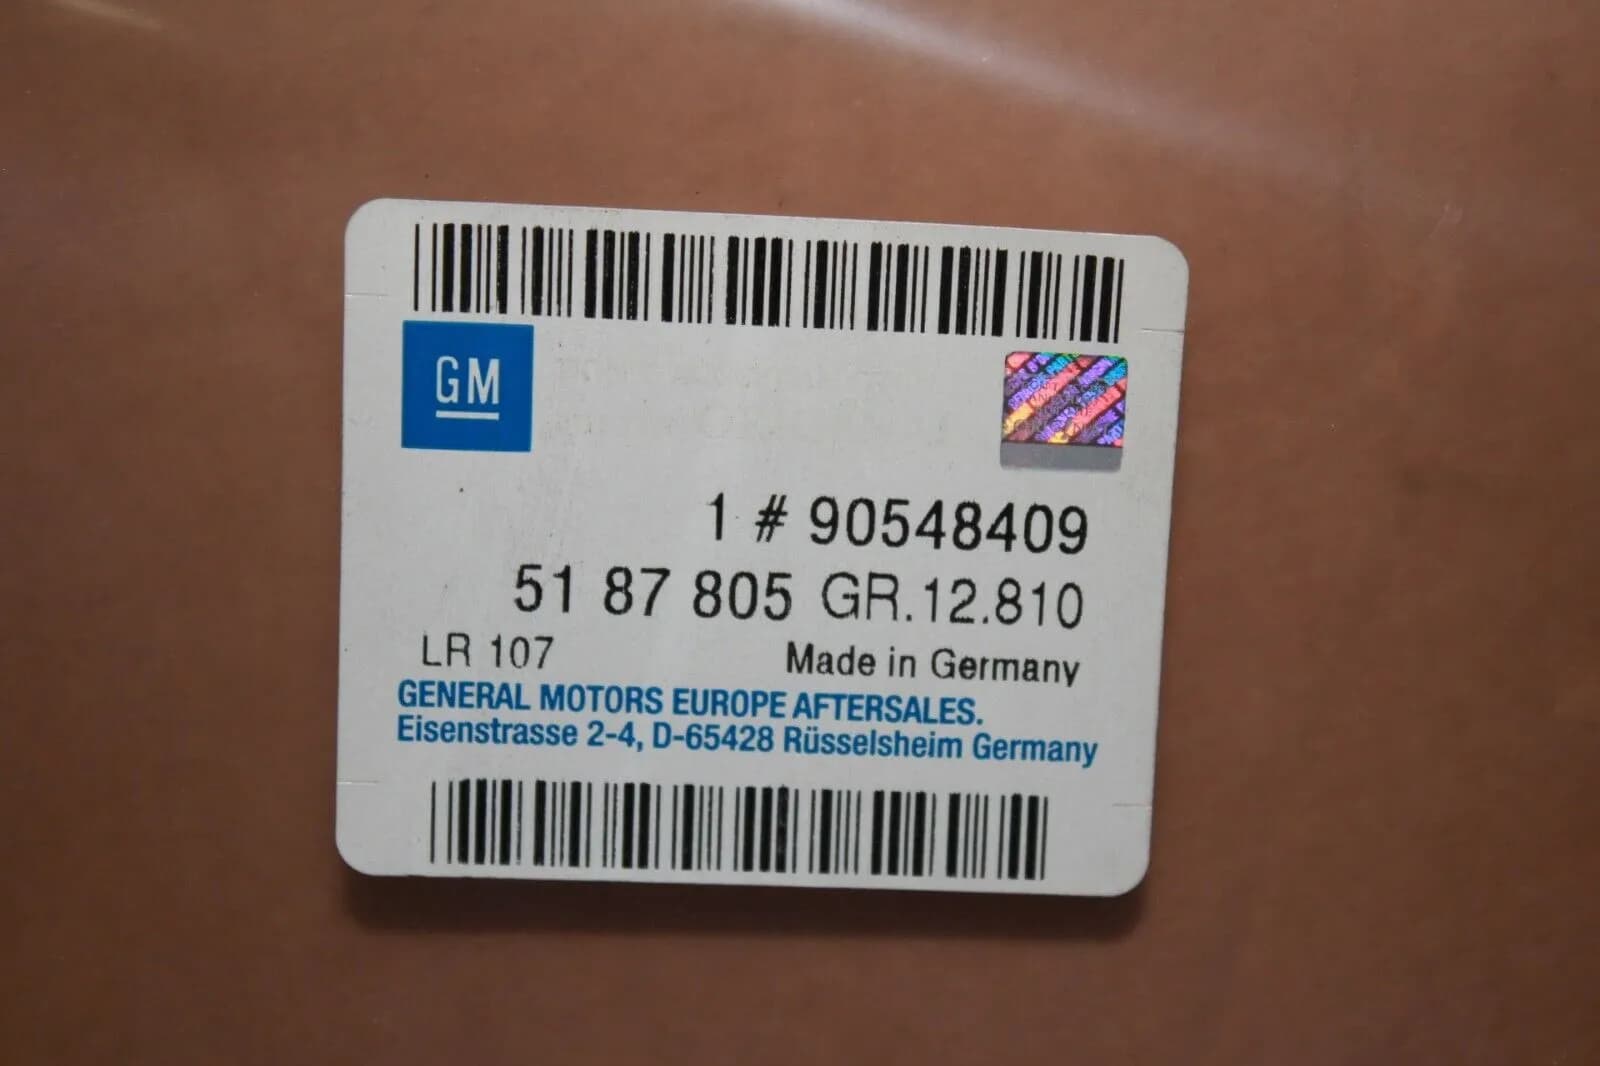 GM
1 # 90548409
51 87 805 GR.12.810
LR 107 Made in Germany
GENERAL MOTORS EUROPE AFTERSALES.
Eisenstrasse 2-4, D-65428 Rüsselsheim Germany